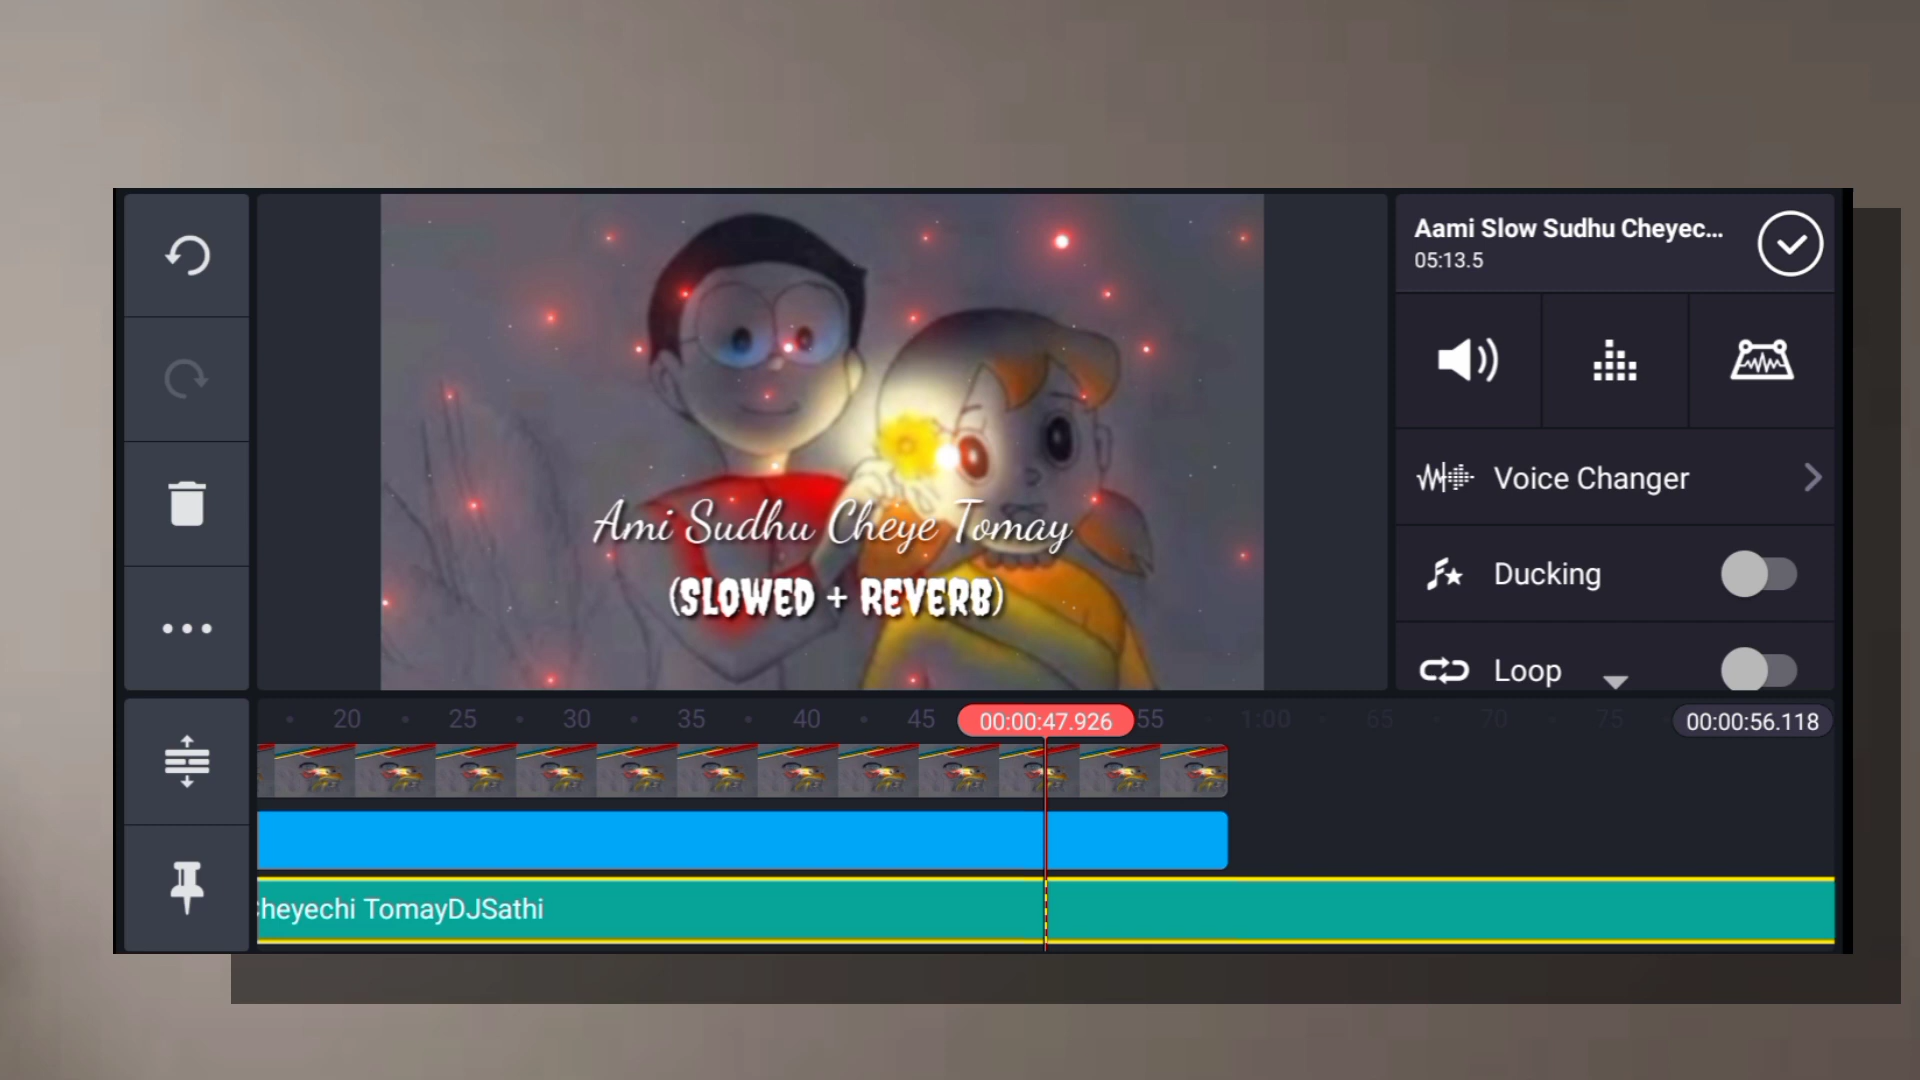 Aami Slow Sudhu Cheyec...
05:13.5
Ami Sudhu Cheye Tomay
(SLOWED + REVERB)
Voice Changer
Ducking
Loop
20 25 30 35 40 45 00:00:47.926 55 1:00 65 70 75 00:00:56.118
heyechi TomayDJSathi